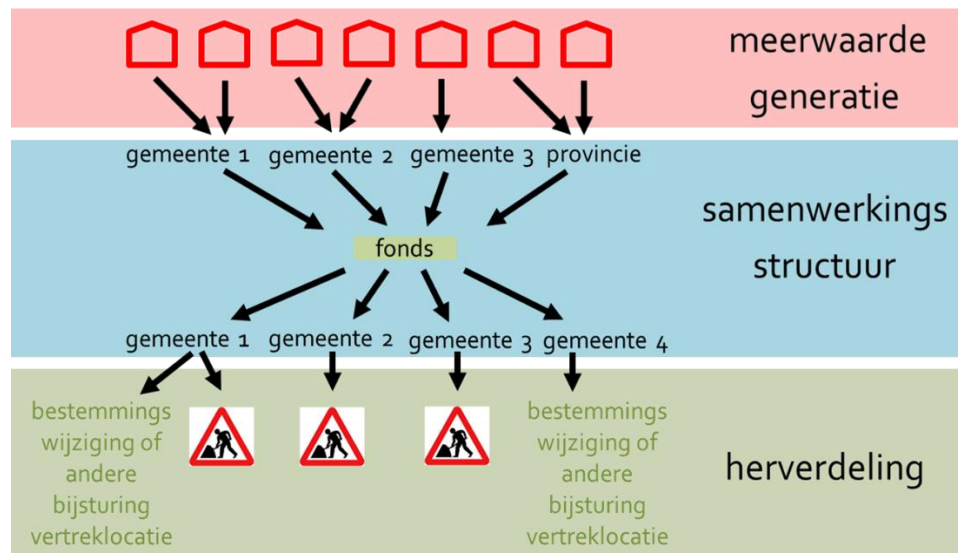 meerwaarde
generatie
gemeente 1 gemeente 2 gemeente 3 provincie
samenwerkings
structuur
fonds
gemeente 1 gemeente 2 gemeente 3 gemeente 4
bestemmings
wijziging of
andere
bijsturing
vertreklocatie
bestemmings
wijziging of
andere
bijsturing
vertreklocatie
herverdeling